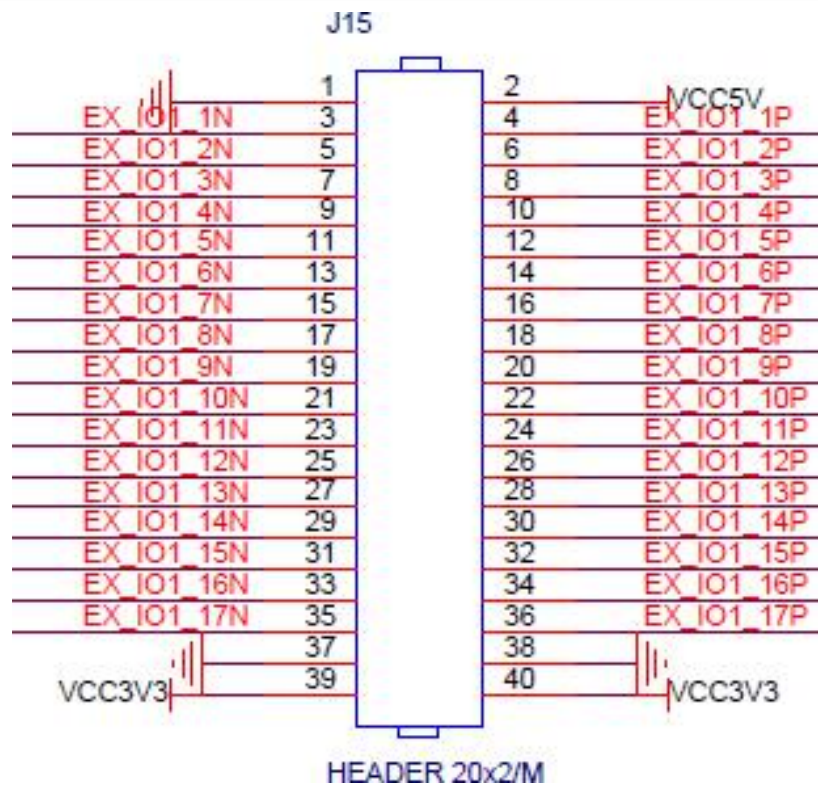 J15
1 2 VCC5V
EX_IO1_1N 3 4 EX_IO1_1P
EX_IO1_2N 5 6 EX_IO1_2P
EX_IO1_3N 7 8 EX_IO1_3P
EX_IO1_4N 9 10 EX_IO1_4P
EX_IO1_5N 11 12 EX_IO1_5P
EX_IO1_6N 13 14 EX_IO1_6P
EX_IO1_7N 15 16 EX_IO1_7P
EX_IO1_8N 17 18 EX_IO1_8P
EX_IO1_9N 19 20 EX_IO1_9P
EX_IO1_10N 21 22 EX_IO1_10P
EX_IO1_11N 23 24 EX_IO1_11P
EX_IO1_12N 25 26 EX_IO1_12P
EX_IO1_13N 27 28 EX_IO1_13P
EX_IO1_14N 29 30 EX_IO1_14P
EX_IO1_15N 31 32 EX_IO1_15P
EX_IO1_16N 33 34 EX_IO1_16P
EX_IO1_17N 35 36 EX_IO1_17P
37 38
VCC3V3 39 40 VCC3V3
HEADER 20x2/M